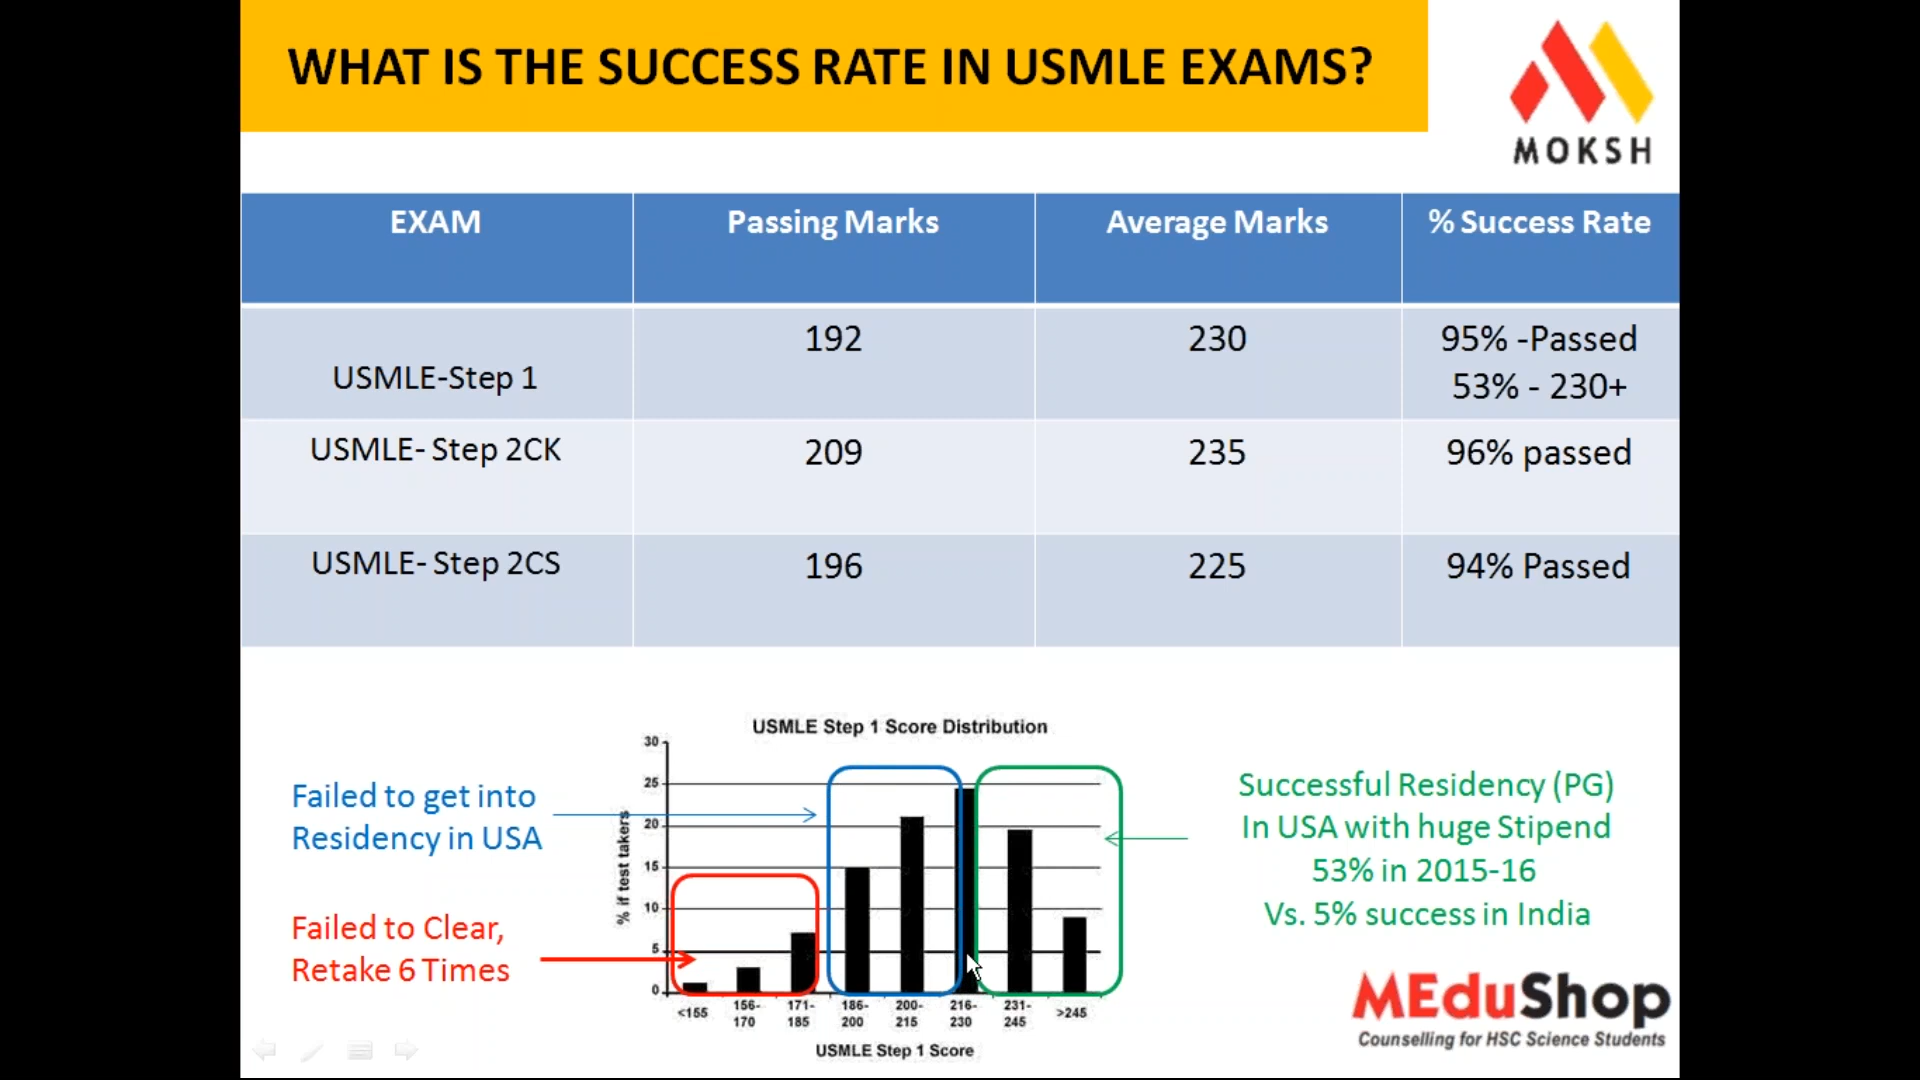 WHAT IS THE SUCCESS RATE IN USMLE EXAMS?
MOKSH
EXAM Passing Marks Average Marks % Success Rate
USMLE-Step 1 192 230 95% -Passed
53% - 230+
USMLE- Step 2CK 209 235 96% passed
USMLE- Step 2CS 196 225 94% Passed
Failed to get into
Residency in USA
Failed to Clear,
Retake 6 Times
USMLE Step 1 Score Distribution
% if test takers
30
25
20
15
10
5
0
<155 156-170 171-185 186-200 200-215 216-230 231-245 >245
USMLE Step 1 Score
Successful Residency (PG)
In USA with huge Stipend
53% in 2015-16
Vs. 5% success in India
MEduShop
Counselling for HSC Science Students